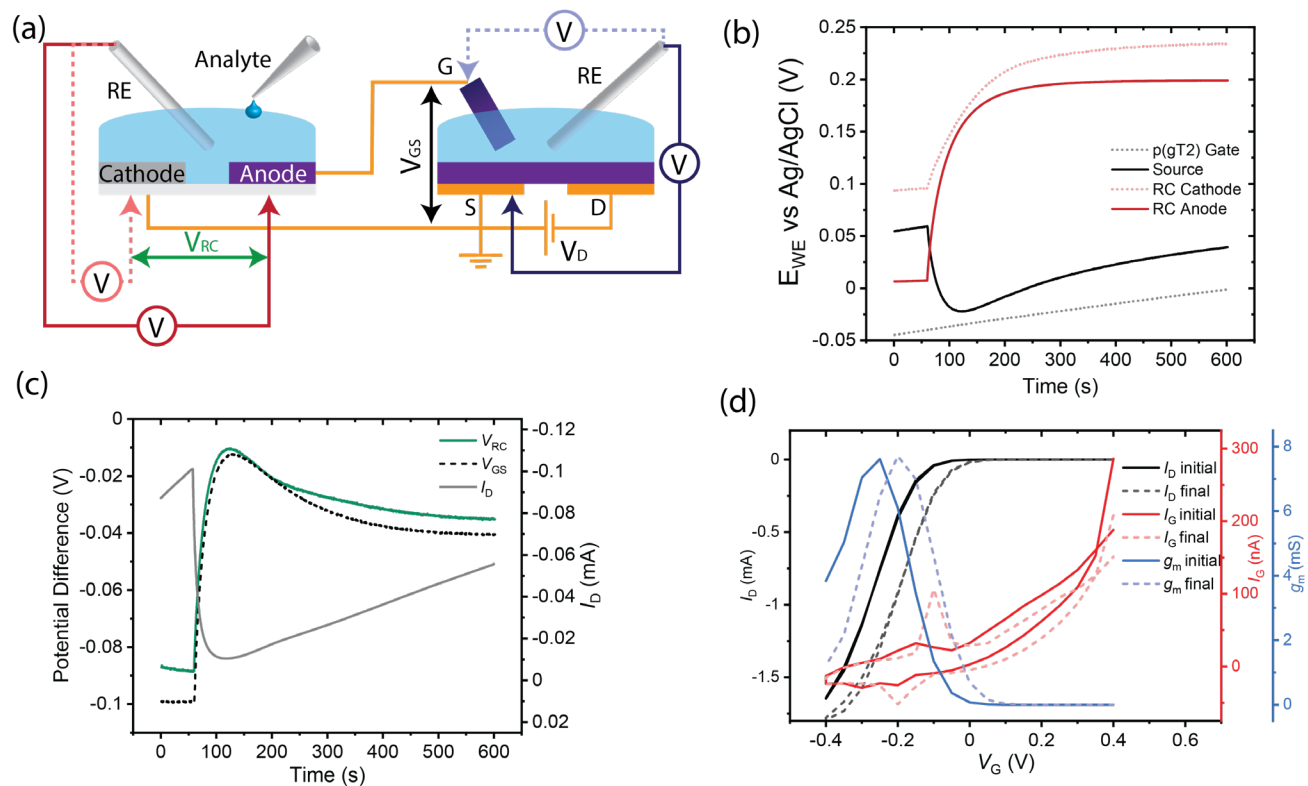 (a)
Analyte
RE
Cathode
Anode
V_RC
V
V
V
G
RE
V_GS
V
S
D
V_D
(b)
E_WE vs Ag/AgCl (V)
0.25
0.20
0.15
0.10
0.05
0
-0.05
p(gT2) Gate
Source
RC Cathode
RC Anode
0 100 200 300 400 500 600
Time (s)
(c)
Potential Difference (V)
0
-0.02
-0.04
-0.06
-0.08
-0.1
V_RC
V_GS
I_D
-0.12
-0.1
-0.08
-0.06
-0.04
-0.02
0
0.02
I_D (mA)
0 100 200 300 400 500 600
Time (s)
(d)
I_D (mA)
0
-0.5
-1.0
-1.5
I_D initial
I_D final
I_G initial
I_G final
g_m initial
g_m final
300
200
100
0
I_G (nA)
8
6
4
2
0
g_m (mS)
-0.4 -0.2 0 0.2 0.4 0.6
V_G (V)